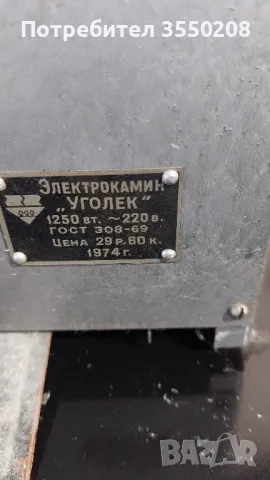 Потребител 3550208
ЭЛЕКТРОКАМИН
"УГОЛЕК"
1250 ВТ. ~220 В.
ГОСТ 308-69
ЦЕНА 29 Р. 80 К.
1974 Г.
BAZAR